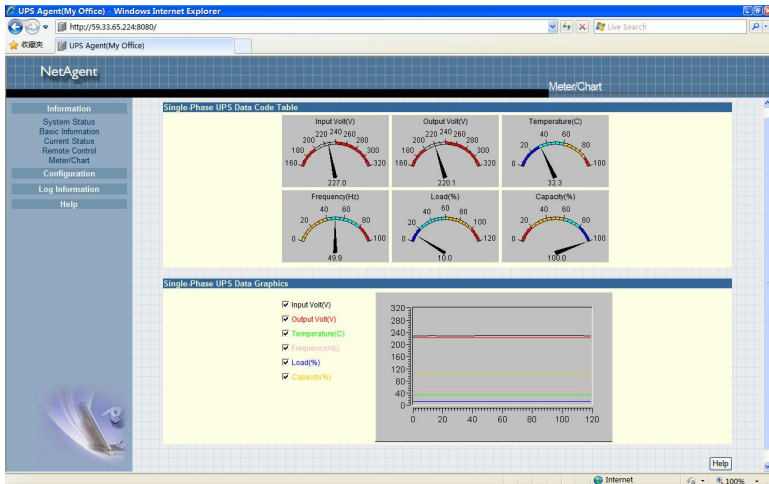 UPS Agent(My Office) - Windows Internet Explorer
http://59.33.65.224:8080/
Live Search
收藏夹
UPS Agent(My Office)
NetAgent
Meter/Chart
Information
System Status
Basic Information
Current Status
Remote Control
Meter/Chart
Configuration
Log Information
Help
Single-Phase UPS Data Code Table
Input Volt(V)
160 180 200 220 240 260 280 300 320
227.0
Output Volt(V)
160 180 200 220 240 260 280 300 320
220.1
Temperature(C)
0 20 40 60 80 100
32.3
Frequency(Hz)
0 20 40 60 80 100
49.9
Load(%)
0 20 40 60 80 100 120
10.0
Capacity(%)
0 20 40 60 80 100
100.0
Single-Phase UPS Data Graphics
Input Volt(V)
Output Volt(V)
Temperature(C)
Frequency(Hz)
Load(%)
Capacity(%)
320
280
240
200
160
120
80
40
0
0 20 40 60 80 100 120
Help
Internet
100%